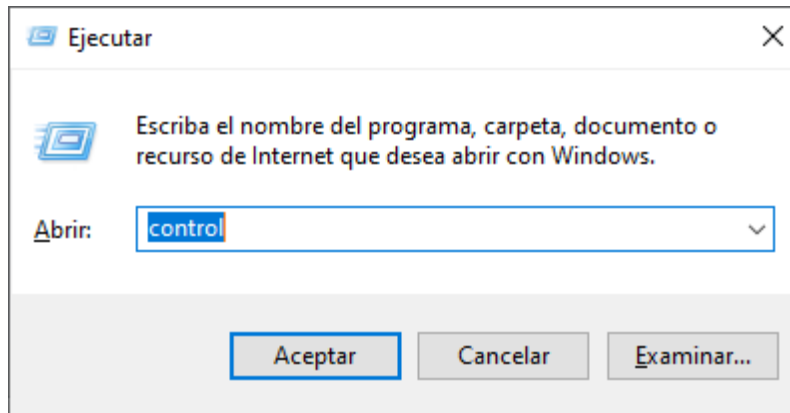 Ejecutar
Escriba el nombre del programa, carpeta, documento o
recurso de Internet que desea abrir con Windows.
Abrir: control
Aceptar Cancelar Examinar...